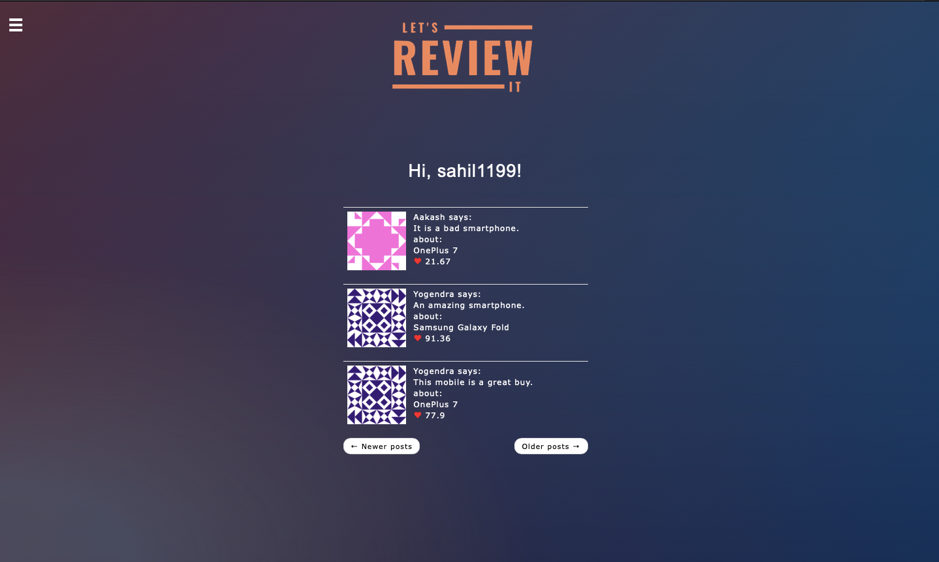 LET'S
REVIEW
IT
Hi, sahil1199!
Aakash says:
It is a bad smartphone.
about:
OnePlus 7
♥ 21.67
Yogendra says:
An amazing smartphone.
about:
Samsung Galaxy Fold
♥ 91.36
Yogendra says:
This mobile is a great buy.
about:
OnePlus 7
♥ 77.9
← Newer posts
Older posts →